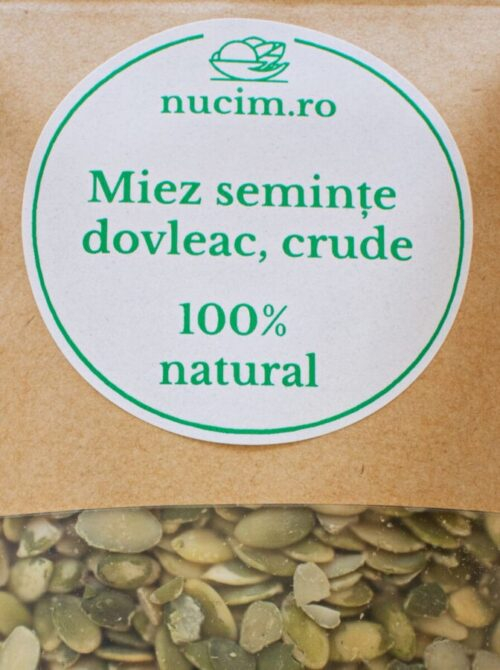 nucim.ro
Miez semințe
dovleac, crude
100%
natural